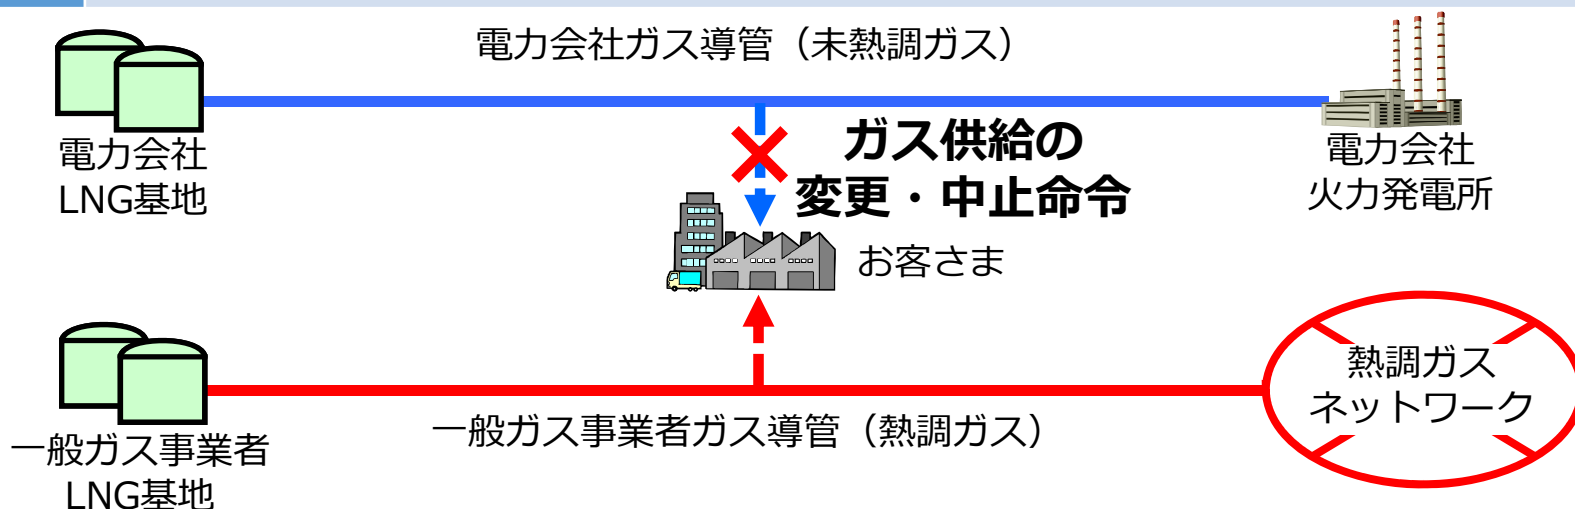 電力会社ガス導管（未熱調ガス）
電力会社
LNG基地
ガス供給の
変更・中止命令
電力会社
火力発電所
お客さま
熱調ガス
ネットワーク
一般ガス事業者ガス導管（熱調ガス）
一般ガス事業者
LNG基地